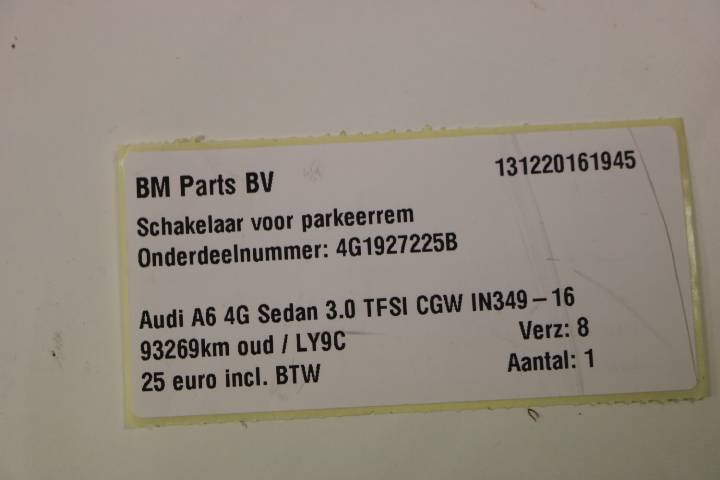 BM Parts BV
131220161945
Schakelaar voor parkeerrem
Onderdeelnummer: 4G1927225B
Audi A6 4G Sedan 3.0 TFSI CGW IN349-16
93269km oud / LY9C
Verz: 8
25 euro incl. BTW
Aantal: 1